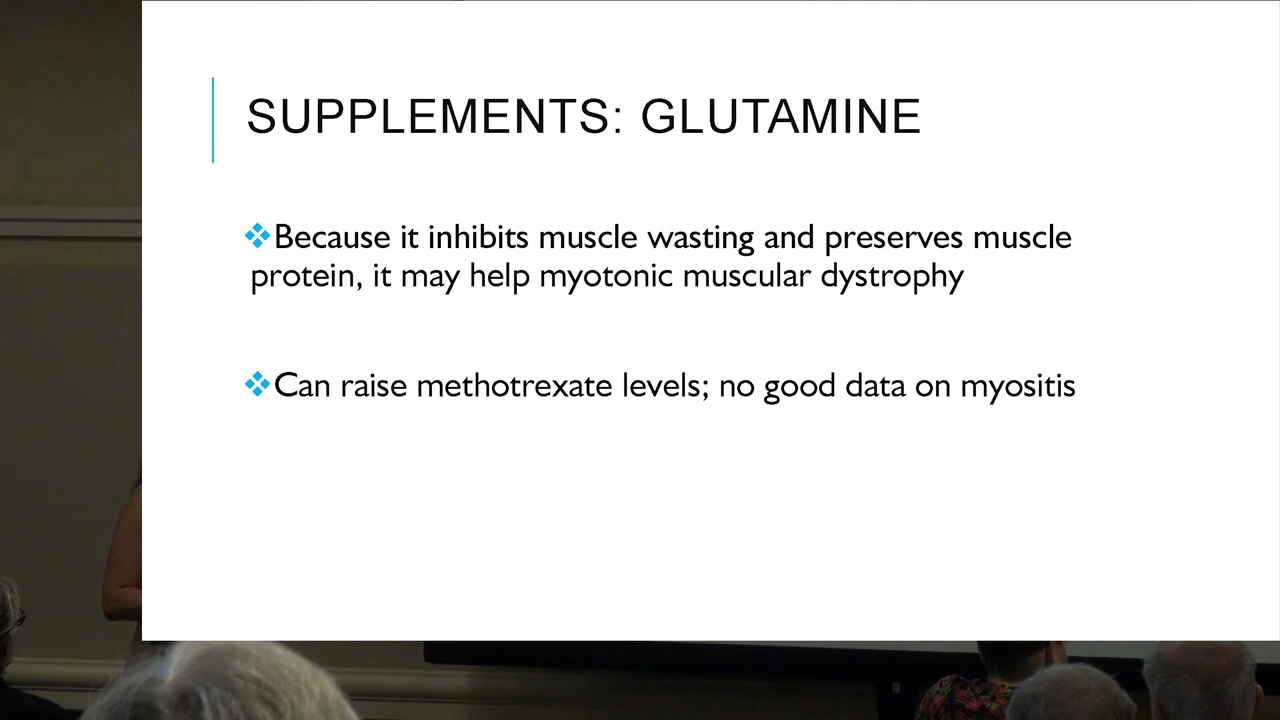 SUPPLEMENTS: GLUTAMINE
❖Because it inhibits muscle wasting and preserves muscle
protein, it may help myotonic muscular dystrophy
❖Can raise methotrexate levels; no good data on myositis